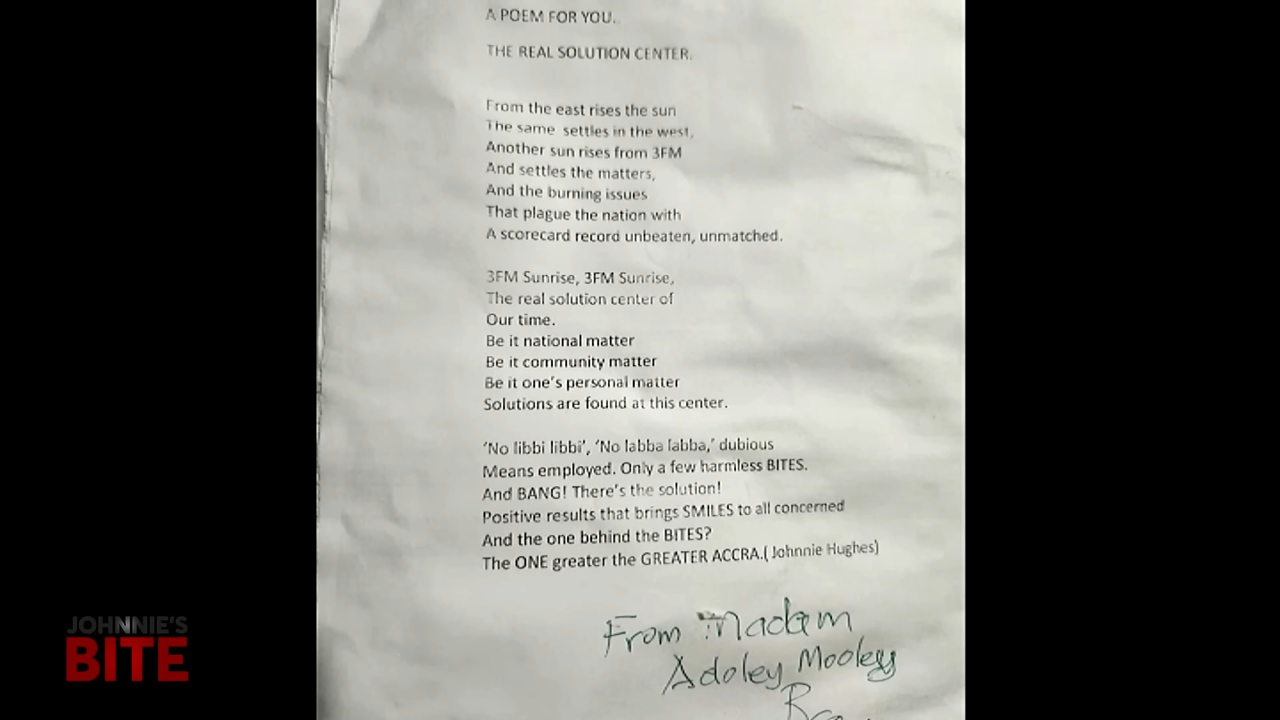 A POEM FOR YOU.
THE REAL SOLUTION CENTER.
From the east rises the sun
The same settles in the west,
Another sun rises from 3FM
And settles the matters,
And the burning issues
That plague the nation with
A scorecard record unbeaten, unmatched.
3FM Sunrise, 3FM Sunrise,
The real solution center of
Our time.
Be it national matter
Be it community matter
Be it one's personal matter
Solutions are found at this center.
'No libbi libbi', 'No labba labba,' dubious
Means employed. Only a few harmless BITES.
And BANG! There's the solution!
Positive results that brings SMILES to all concerned
And the one behind the BITES?
The ONE greater the GREATER ACCRA.( Johnnie Hughes)
From Madam
Adoley Mooley
JOHNNIE'S
BITE